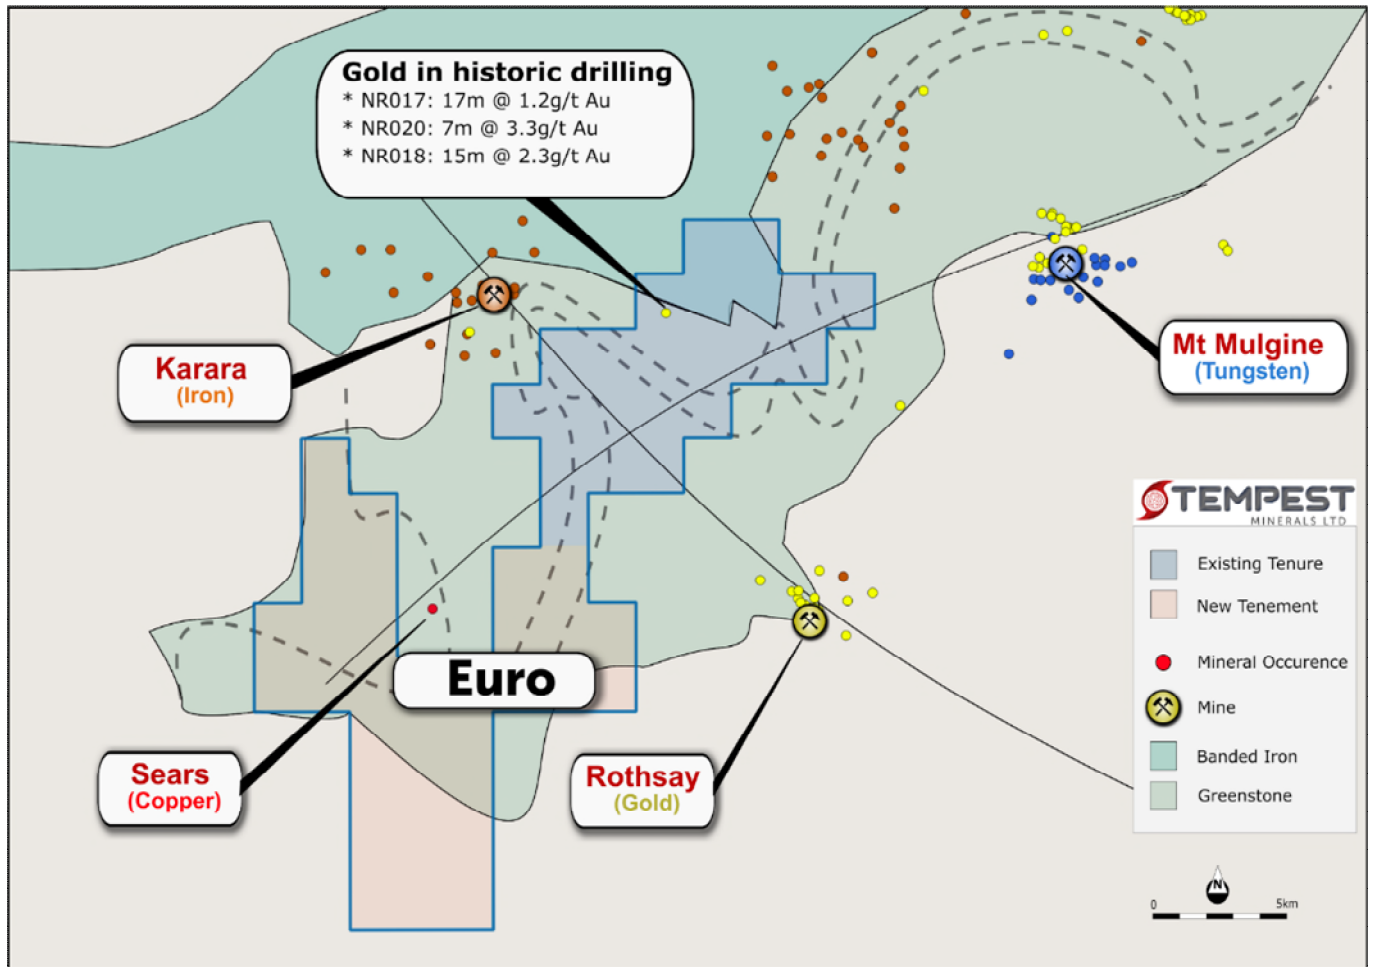 Gold in historic drilling
* NR017: 17m @ 1.2g/t Au
* NR020: 7m @ 3.3g/t Au
* NR018: 15m @ 2.3g/t Au
Karara
(Iron)
Mt Mulgine
(Tungsten)
TEMPEST
MINERALS LTD
Existing Tenure
New Tenement
Mineral Occurence
Mine
Banded Iron
Greenstone
Euro
Sears
(Copper)
Rothsay
(Gold)
N
0 5km